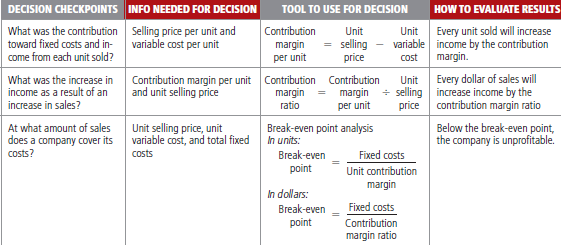 DECISION CHECKPOINTS
INFO NEEDED FOR DECISION
TOOL TO USE FOR DECISION
HOW TO EVALUATE RESULTS
What was the contribution
toward fixed costs and in-
come from each unit sold?
Selling price per unit and
variable cost per unit
Contribution Unit Unit
margin = selling − variable
per unit price cost
Every unit sold will increase
income by the contribution
margin.
What was the increase in
income as a result of an
increase in sales?
Contribution margin per unit
and unit selling price
Contribution Contribution Unit
margin = margin ÷ selling
ratio per unit price
Every dollar of sales will
increase income by the
contribution margin ratio
At what amount of sales
does a company cover its
costs?
Unit selling price, unit
variable cost, and total fixed
costs
Break-even point analysis
In units:
Break-even Fixed costs
point =
Unit contribution
margin
In dollars:
Break-even Fixed costs
point =
Contribution
margin ratio
Below the break-even point,
the company is unprofitable.